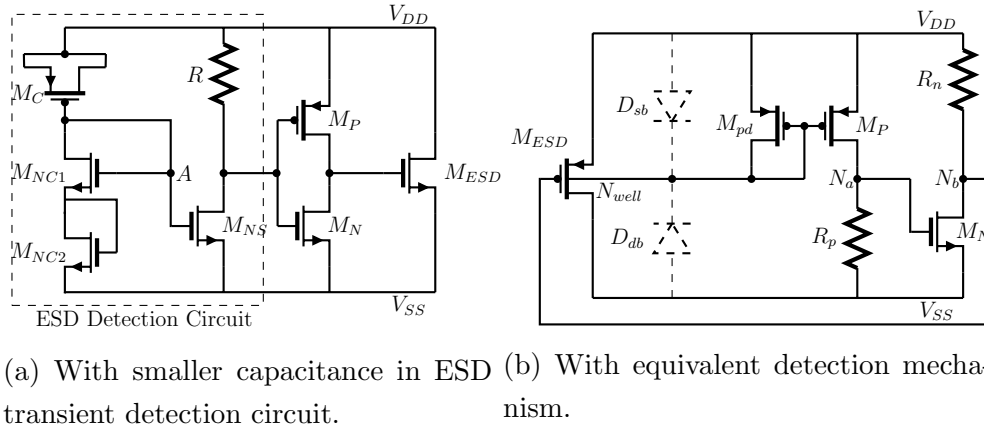 V_DD
R
M_C
M_P
M_NC1
A
M_ESD
M_NS
M_N
M_NC2
V_SS
ESD Detection Circuit
(a) With smaller capacitance in ESD
transient detection circuit.
V_DD
R_n
D_sb
M_pd
M_P
M_ESD
N_well
N_a
N_b
D_db
R_p
M_N
V_SS
(b) With equivalent detection mecha-
nism.